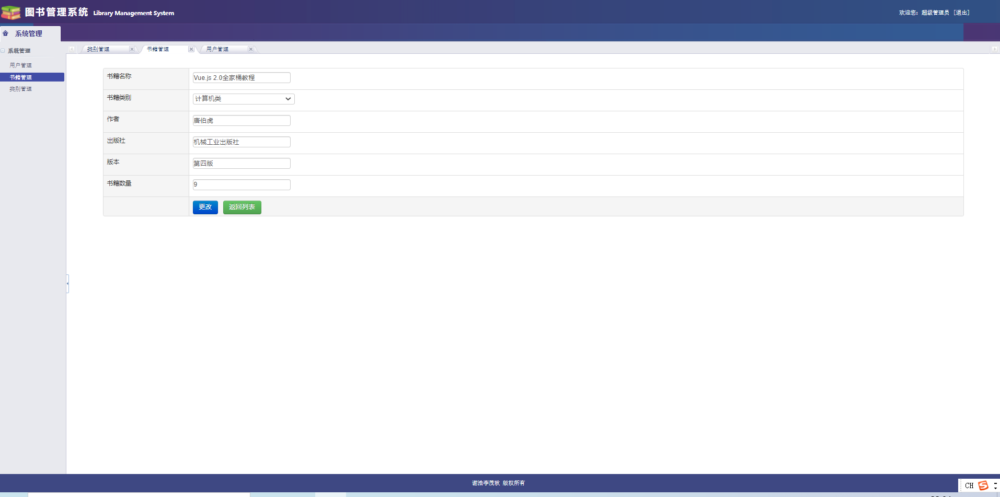 图书管理系统 Library Management System
欢迎您：超级管理员 [退出]
系统管理
类别管理 书籍管理 用户管理
系统管理
用户管理
书籍管理
类别管理
书籍名称 Vue.js 2.0全家桶教程
书籍类别 计算机类
作者 唐伯虎
出版社 机械工业出版社
版本 第四版
书籍数量 9
更改 返回列表
谢浩李茂秋 版权所有
CH